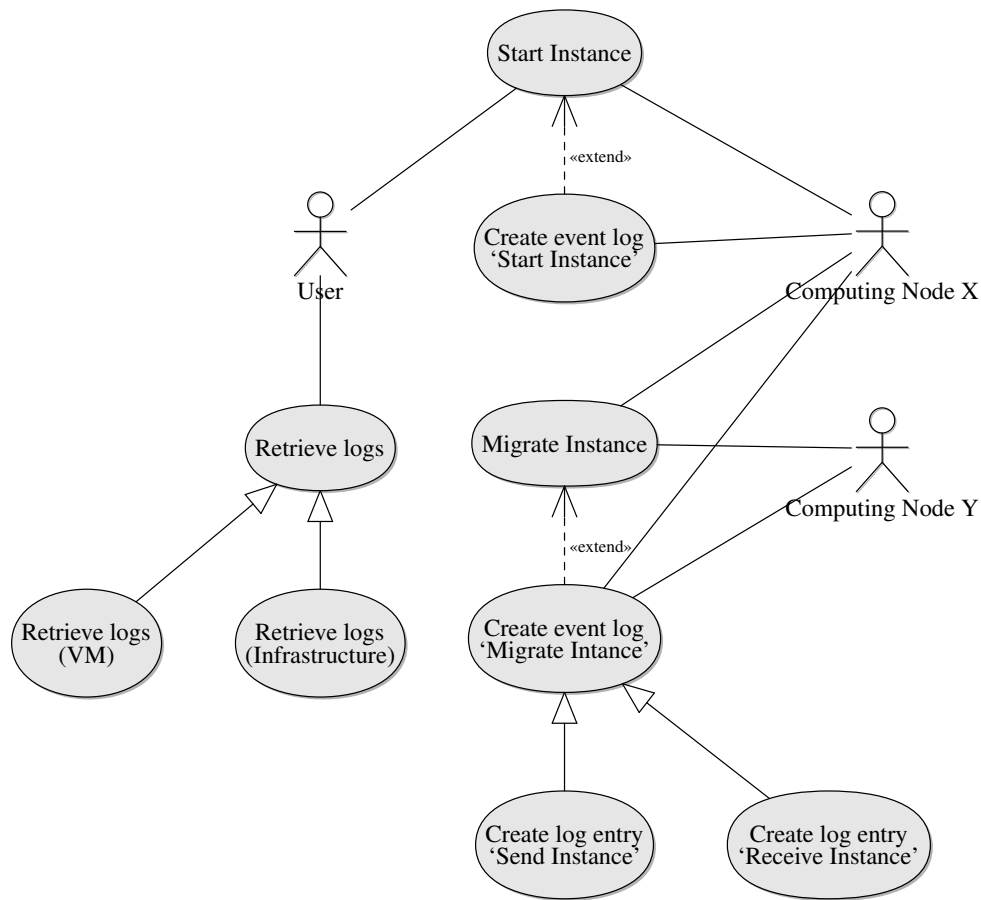 Start Instance
«extend»
Create event log
‘Start Instance’
User
Computing Node X
Retrieve logs
Migrate Instance
Computing Node Y
«extend»
Retrieve logs
(VM)
Retrieve logs
(Infrastructure)
Create event log
‘Migrate Intance’
Create log entry
‘Send Instance’
Create log entry
‘Receive Instance’